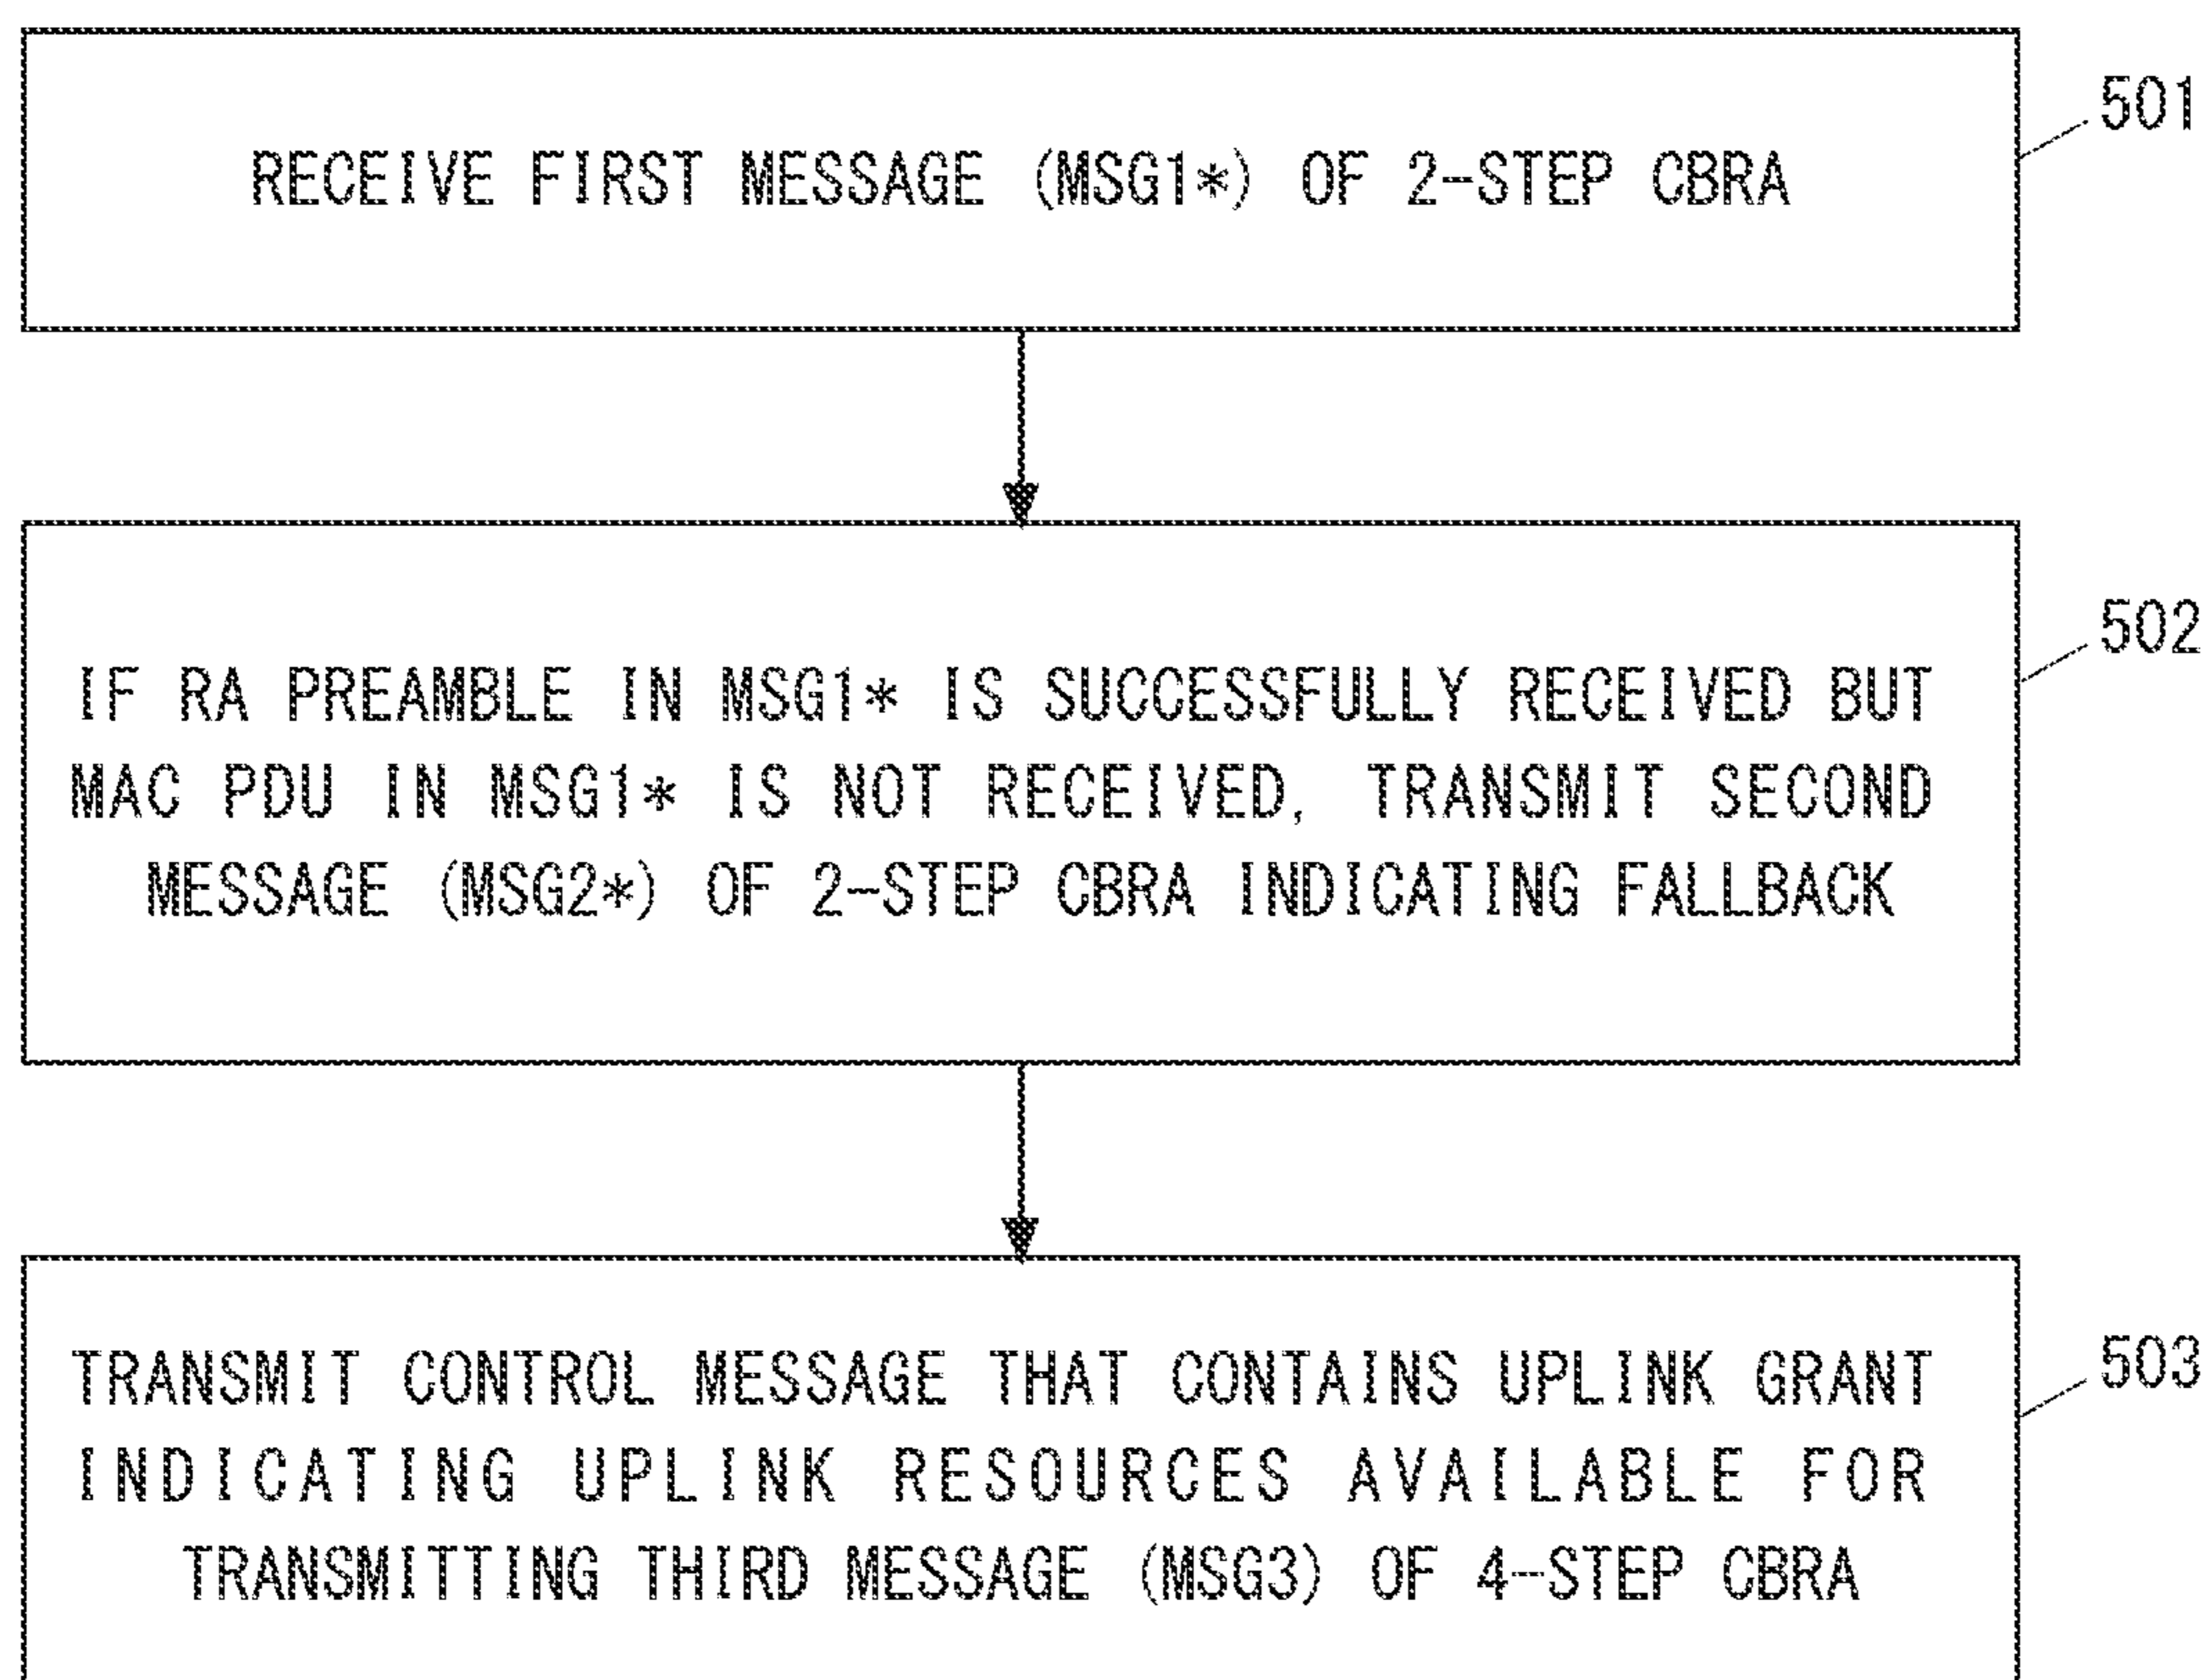 RECEIVE FIRST MESSAGE (MSG1*) OF 2-STEP CBRA
501
IF RA PREAMBLE IN MSG1* IS SUCCESSFULLY RECEIVED BUT
MAC PDU IN MSG1* IS NOT RECEIVED, TRANSMIT SECOND
MESSAGE (MSG2*) OF 2-STEP CBRA INDICATING FALLBACK
502
TRANSMIT CONTROL MESSAGE THAT CONTAINS UPLINK GRANT
INDICATING UPLINK RESOURCES AVAILABLE FOR
TRANSMITTING THIRD MESSAGE (MSG3) OF 4-STEP CBRA
503